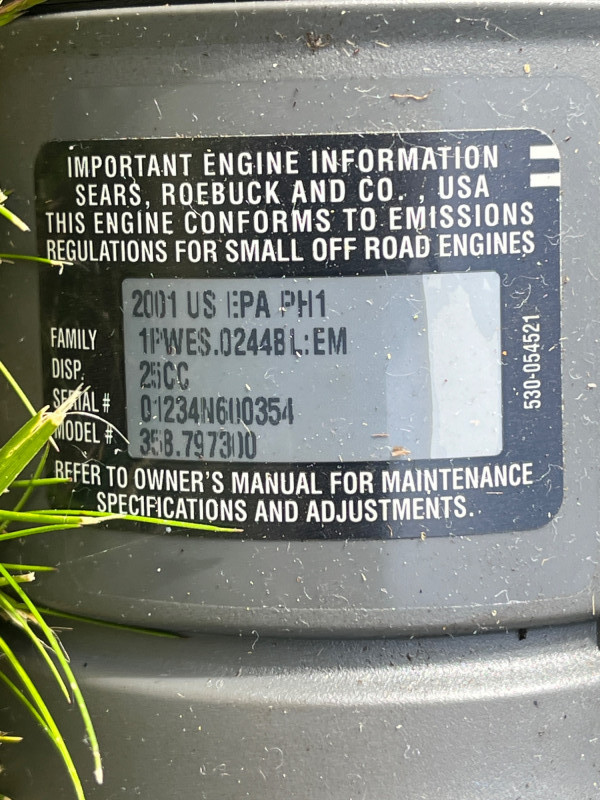 IMPORTANT ENGINE INFORMATION
SEARS, ROEBUCK AND CO., USA
THIS ENGINE CONFORMS TO EMISSIONS
REGULATIONS FOR SMALL OFF ROAD ENGINES
2001 US EPA PH1
FAMILY 1PWES.0244BL:EM
DISP. 25CC
SERIAL # 01234N600354
MODEL # 358.797300
530-054521
REFER TO OWNER'S MANUAL FOR MAINTENANCE
SPECIFICATIONS AND ADJUSTMENTS.